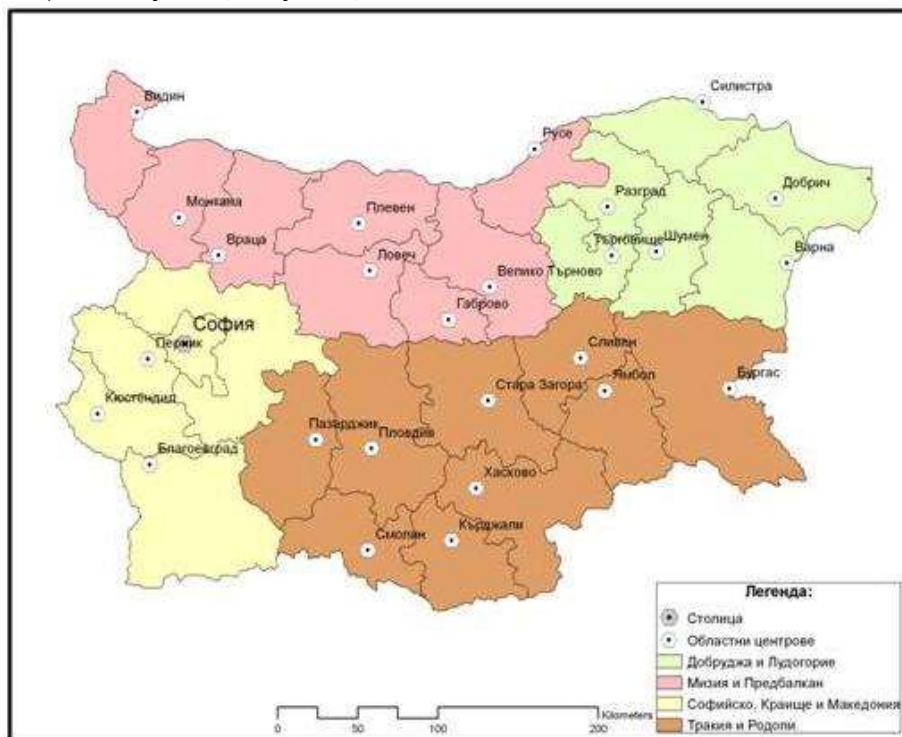 Видин
Силистра
Русе
Разград
Добрич
Монтана
Плевен
Търговище
Шумен
Враца
Ловеч
Варна
Велико Търново
Габрово
София
Перник
Сливен
Стара Загора
Ямбол
Бургас
Кюстендил
Пазарджик
Пловдив
Благоевград
Хасково
Смолян
Кърджали
Легенда:
Столица
Областни центрове
Добруджа и Лудогорие
Мизия и Предбалкан
Софийско, Краище и Македония
Тракия и Родопи
Kilometers
0 50 100 200